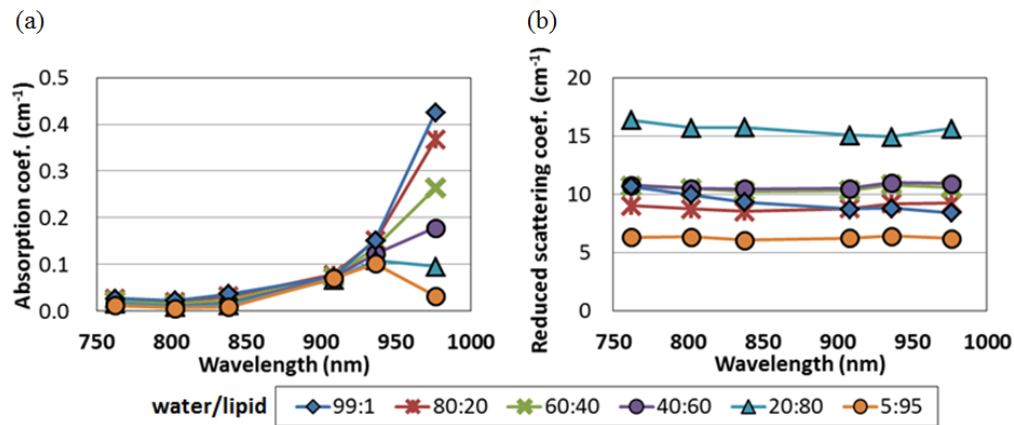 (a)
(b)
Absorption coef. (cm⁻¹)
0.5
0.4
0.3
0.2
0.1
0.0
750 800 850 900 950 1000
Wavelength (nm)
Reduced scattering coef. (cm⁻¹)
20
15
10
5
0
750 800 850 900 950 1000
Wavelength (nm)
water/lipid 99:1 80:20 60:40 40:60 20:80 5:95